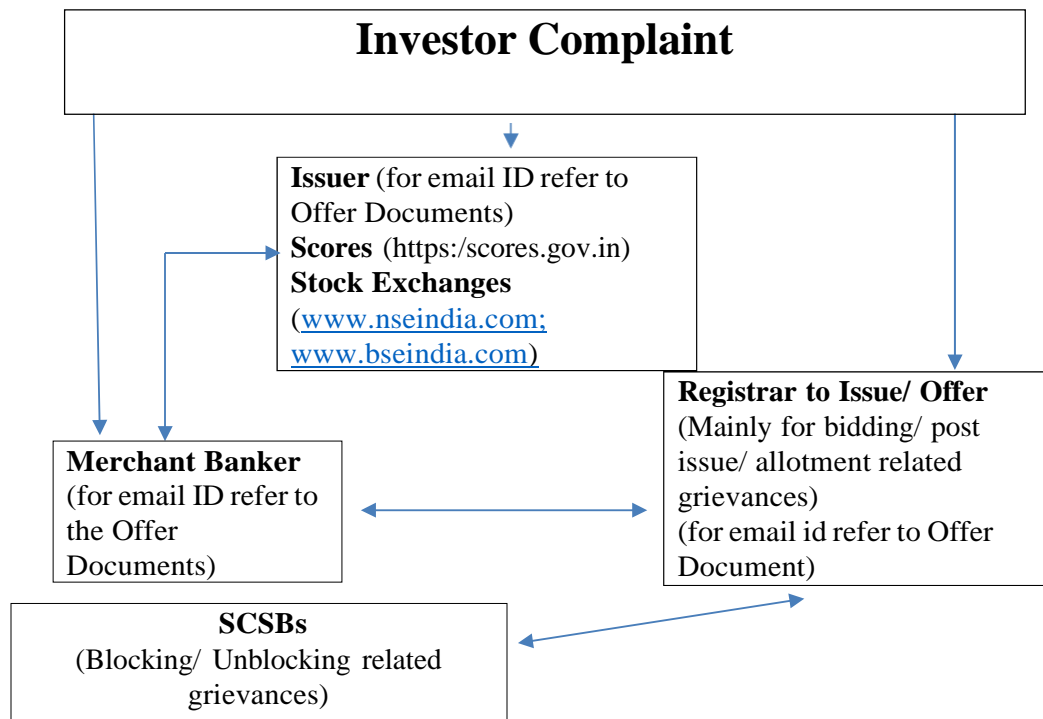 Investor Complaint
Issuer (for email ID refer to
Offer Documents)
Scores (https:/scores.gov.in)
Stock Exchanges
(www.nseindia.com;
www.bseindia.com)
Registrar to Issue/ Offer
(Mainly for bidding/ post
issue/ allotment related
grievances)
(for email id refer to Offer
Document)
Merchant Banker
(for email ID refer to
the Offer
Documents)
SCSBs
(Blocking/ Unblocking related
grievances)